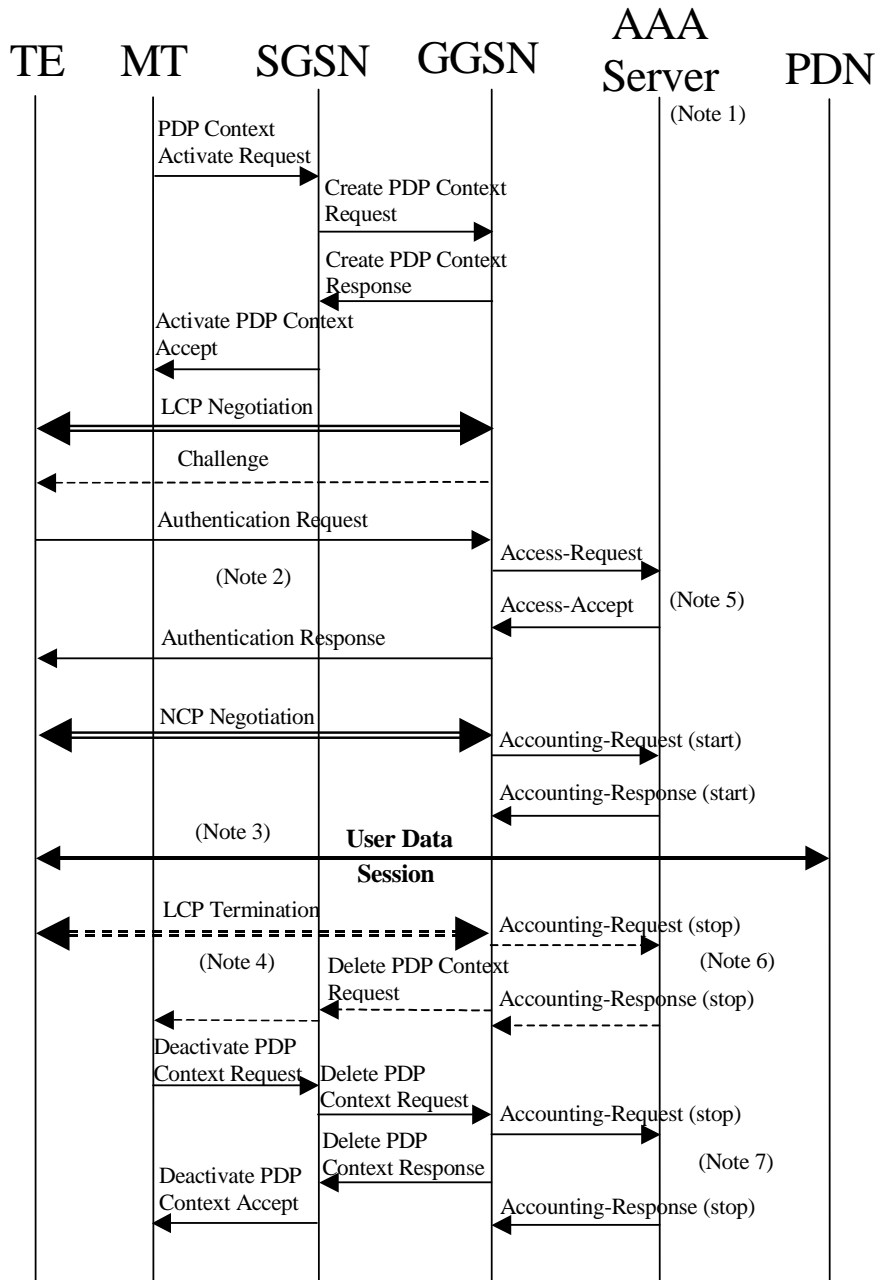 TE
MT
SGSN
GGSN
AAA
Server
PDN
(Note 1)
PDP Context
Activate Request
Create PDP Context
Request
Create PDP Context
Response
Activate PDP Context
Accept
LCP Negotiation
Challenge
Authentication Request
Access-Request
(Note 2)
(Note 5)
Access-Accept
Authentication Response
NCP Negotiation
Accounting-Request (start)
Accounting-Response (start)
(Note 3)
User Data
Session
LCP Termination
Accounting-Request (stop)
(Note 4)
Delete PDP Context
Request
(Note 6)
Accounting-Response (stop)
Deactivate PDP
Context Request
Delete PDP
Context Request
Accounting-Request (stop)
Delete PDP
Context Response
(Note 7)
Deactivate PDP
Context Accept
Accounting-Response (stop)